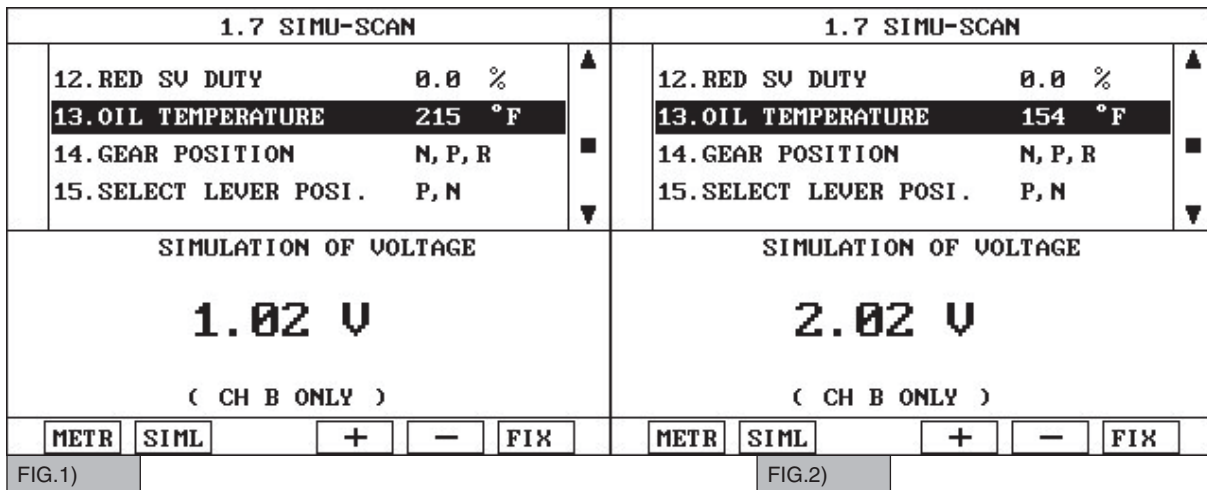 1.7 SIMU-SCAN
12.RED SV DUTY 0.0 %
13.OIL TEMPERATURE 215 °F
14.GEAR POSITION N,P,R
15.SELECT LEVER POSI. P,N
SIMULATION OF VOLTAGE
1.02 V
( CH B ONLY )
METR SIML + − FIX
FIG.1)
1.7 SIMU-SCAN
12.RED SV DUTY 0.0 %
13.OIL TEMPERATURE 154 °F
14.GEAR POSITION N,P,R
15.SELECT LEVER POSI. P,N
SIMULATION OF VOLTAGE
2.02 V
( CH B ONLY )
METR SIML + − FIX
FIG.2)